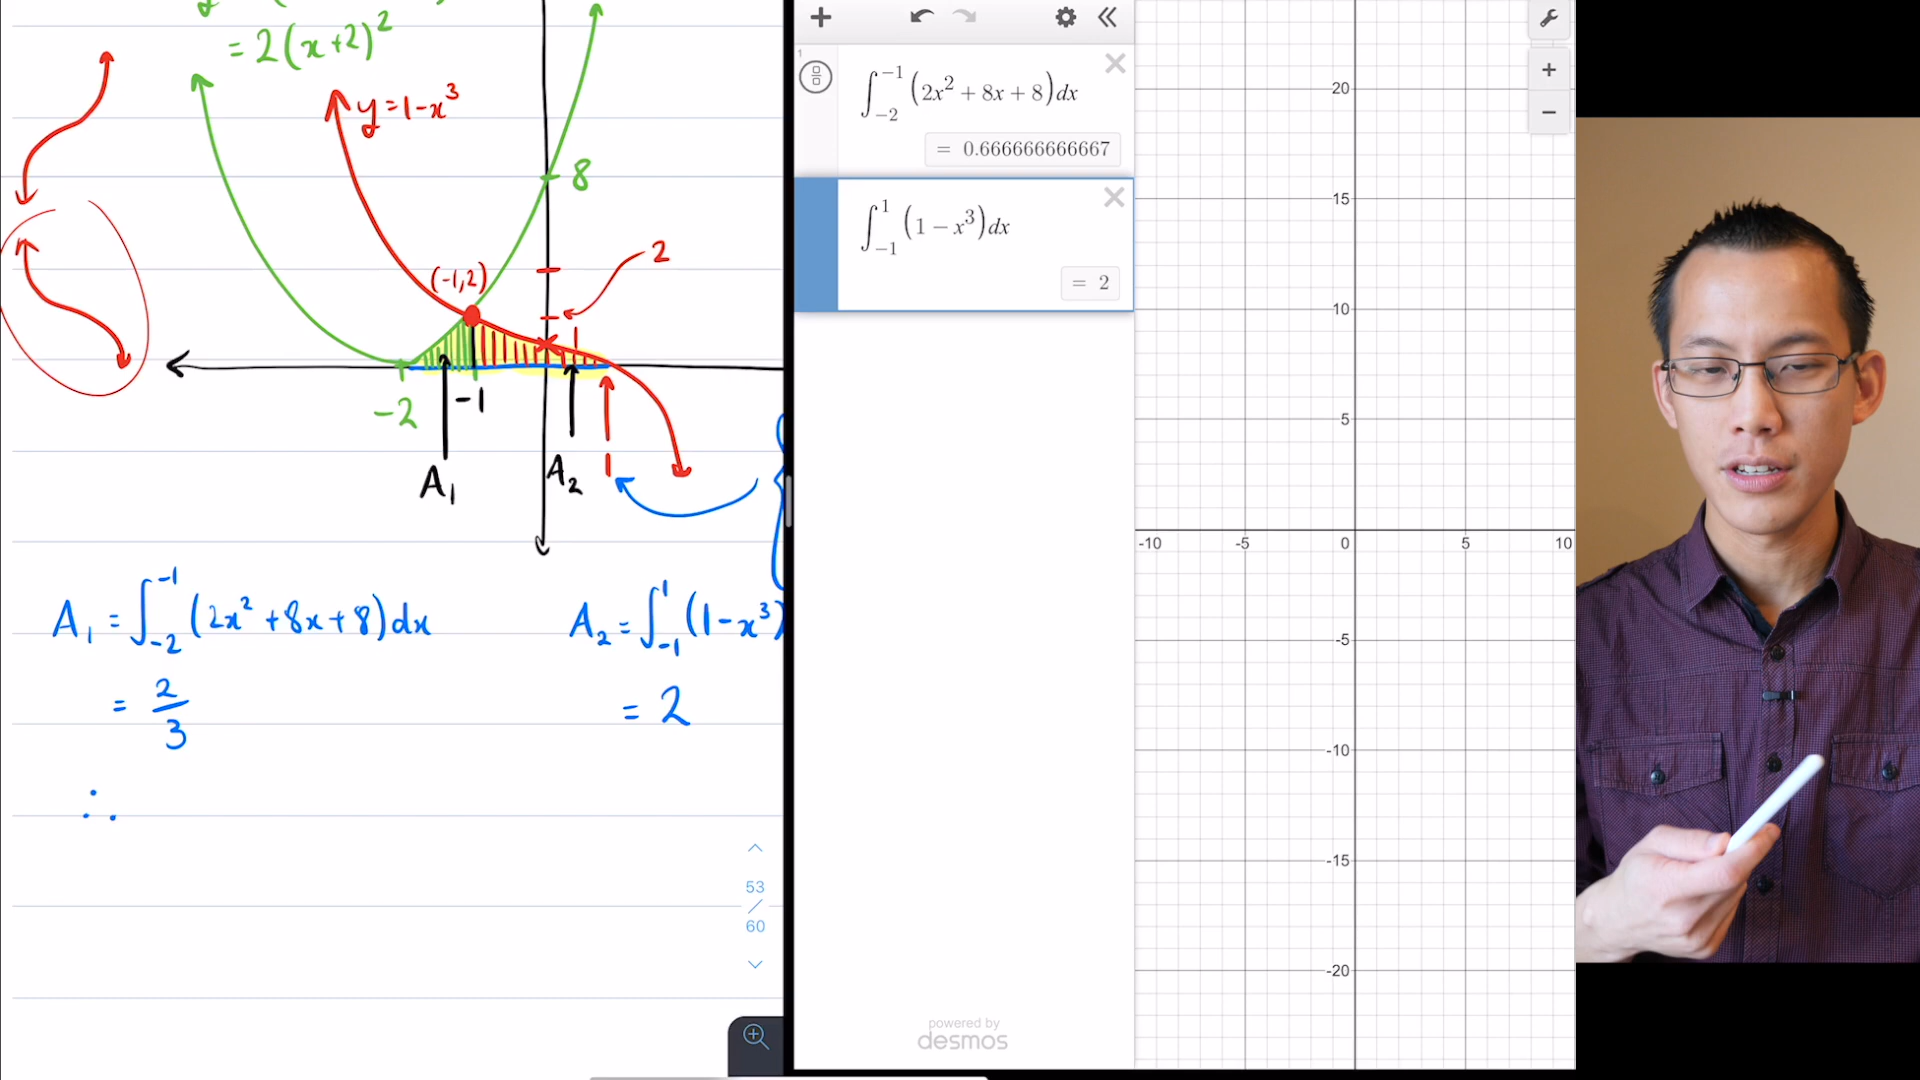 = 2(x+2)²
y=1-x³
8
2
(-1,2)
1
-2
-1
1
A₁
A₂
A₁ = ∫₋₂⁻¹ (2x² + 8x + 8) dx
= 2/3
A₂ = ∫₋₁¹ (1 - x³)
= 2
∴
53
/
60
1
∫₋₂⁻¹ (2x² + 8x + 8) dx
= 0.666666666667
∫₋₁¹ (1 − x³) dx
= 2
powered by
desmos
20
15
10
5
-10 -5 0 5 10
-5
-10
-15
-20